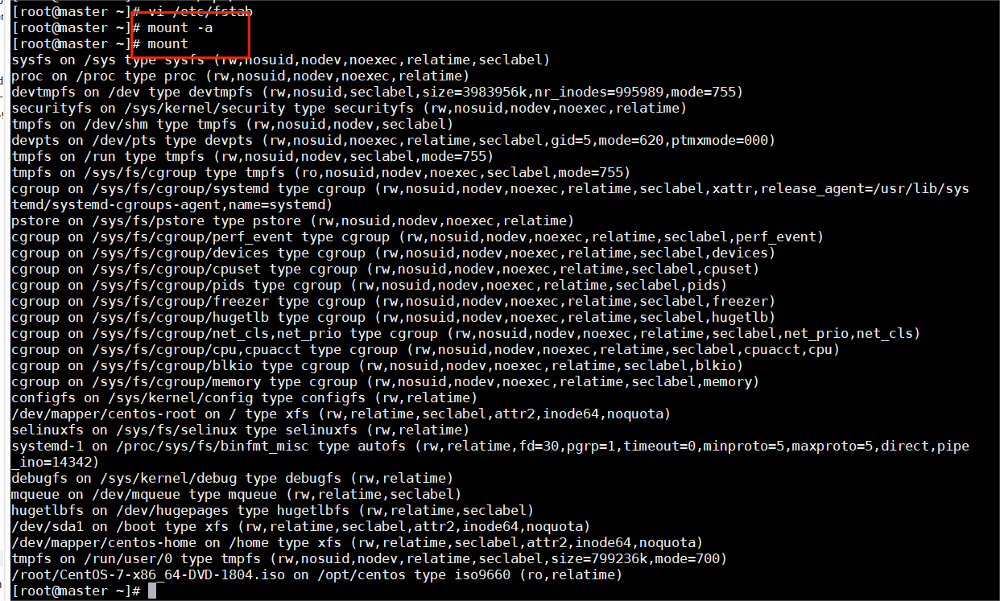 [root@master ~]# vi /etc/fstab
[root@master ~]# mount -a
[root@master ~]# mount
sysfs on /sys type sysfs (rw,nosuid,nodev,noexec,relatime,seclabel)
proc on /proc type proc (rw,nosuid,nodev,noexec,relatime)
devtmpfs on /dev type devtmpfs (rw,nosuid,seclabel,size=3983956k,nr_inodes=995989,mode=755)
securityfs on /sys/kernel/security type securityfs (rw,nosuid,nodev,noexec,relatime)
tmpfs on /dev/shm type tmpfs (rw,nosuid,nodev,seclabel)
devpts on /dev/pts type devpts (rw,nosuid,noexec,relatime,seclabel,gid=5,mode=620,ptmxmode=000)
tmpfs on /run type tmpfs (rw,nosuid,nodev,seclabel,mode=755)
tmpfs on /sys/fs/cgroup type tmpfs (ro,nosuid,nodev,noexec,seclabel,mode=755)
cgroup on /sys/fs/cgroup/systemd type cgroup (rw,nosuid,nodev,noexec,relatime,seclabel,xattr,release_agent=/usr/lib/sys
temd/systemd-cgroups-agent,name=systemd)
pstore on /sys/fs/pstore type pstore (rw,nosuid,nodev,noexec,relatime)
cgroup on /sys/fs/cgroup/perf_event type cgroup (rw,nosuid,nodev,noexec,relatime,seclabel,perf_event)
cgroup on /sys/fs/cgroup/devices type cgroup (rw,nosuid,nodev,noexec,relatime,seclabel,devices)
cgroup on /sys/fs/cgroup/cpuset type cgroup (rw,nosuid,nodev,noexec,relatime,seclabel,cpuset)
cgroup on /sys/fs/cgroup/pids type cgroup (rw,nosuid,nodev,noexec,relatime,seclabel,pids)
cgroup on /sys/fs/cgroup/freezer type cgroup (rw,nosuid,nodev,noexec,relatime,seclabel,freezer)
cgroup on /sys/fs/cgroup/hugetlb type cgroup (rw,nosuid,nodev,noexec,relatime,seclabel,hugetlb)
cgroup on /sys/fs/cgroup/net_cls,net_prio type cgroup (rw,nosuid,nodev,noexec,relatime,seclabel,net_prio,net_cls)
cgroup on /sys/fs/cgroup/cpu,cpuacct type cgroup (rw,nosuid,nodev,noexec,relatime,seclabel,cpuacct,cpu)
cgroup on /sys/fs/cgroup/blkio type cgroup (rw,nosuid,nodev,noexec,relatime,seclabel,blkio)
cgroup on /sys/fs/cgroup/memory type cgroup (rw,nosuid,nodev,noexec,relatime,seclabel,memory)
configfs on /sys/kernel/config type configfs (rw,relatime)
/dev/mapper/centos-root on / type xfs (rw,relatime,seclabel,attr2,inode64,noquota)
selinuxfs on /sys/fs/selinux type selinuxfs (rw,relatime)
systemd-1 on /proc/sys/fs/binfmt_misc type autofs (rw,relatime,fd=30,pgrp=1,timeout=0,minproto=5,maxproto=5,direct,pipe
_ino=14342)
debugfs on /sys/kernel/debug type debugfs (rw,relatime)
mqueue on /dev/mqueue type mqueue (rw,relatime,seclabel)
hugetlbfs on /dev/hugepages type hugetlbfs (rw,relatime,seclabel)
/dev/sda1 on /boot type xfs (rw,relatime,seclabel,attr2,inode64,noquota)
/dev/mapper/centos-home on /home type xfs (rw,relatime,seclabel,attr2,inode64,noquota)
tmpfs on /run/user/0 type tmpfs (rw,nosuid,nodev,relatime,seclabel,size=799236k,mode=700)
/root/CentOS-7-x86_64-DVD-1804.iso on /opt/centos type iso9660 (ro,relatime)
[root@master ~]#